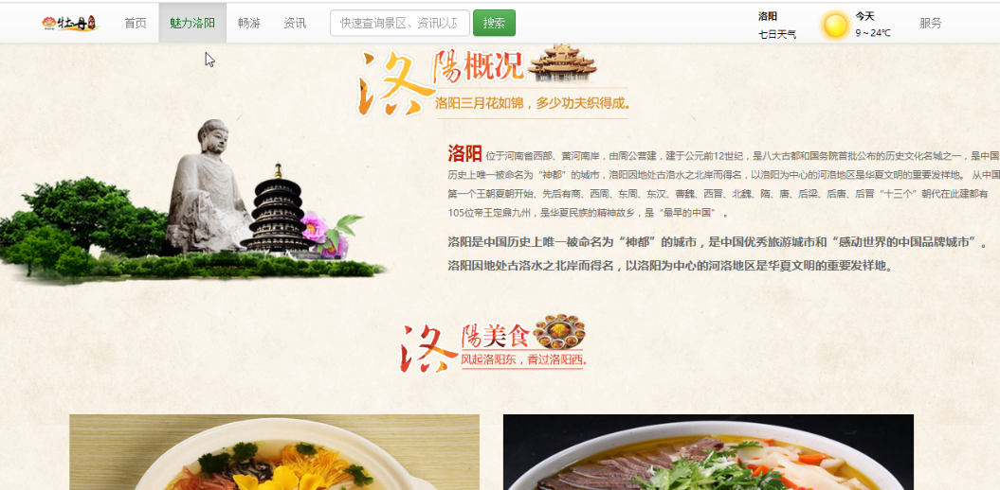 牡丹
首页 魅力洛阳 畅游 资讯 快速查询景区、资讯以及 搜索 洛阳 今天 服务
七日天气 9～24℃
洛陽概况
洛阳三月花如锦，多少功夫织得成。
洛阳 位于河南省西部、黄河南岸，由周公营建，建于公元前12世纪，是八大古都和国务院首批公布的历史文化名城之一，是中国
历史上唯一被命名为“神都”的城市，洛阳因地处古洛水之北岸而得名，以洛阳为中心的河洛地区是华夏文明的重要发祥地。 从中国
第一个王朝夏朝开始、先后有商、西周、东周、东汉、曹魏、西晋、北魏、隋、唐、后梁、后唐、后晋“十三个”朝代在此建都有
105位帝王定鼎九州，是华夏民族的精神故乡，是“最早的中国” 。
洛阳是中国历史上唯一被命名为“神都”的城市，是中国优秀旅游城市和“感动世界的中国品牌城市”。
洛阳因地处古洛水之北岸而得名，以洛阳为中心的河洛地区是华夏文明的重要发祥地。
洛陽美食
风起洛阳东，香过洛阳西。